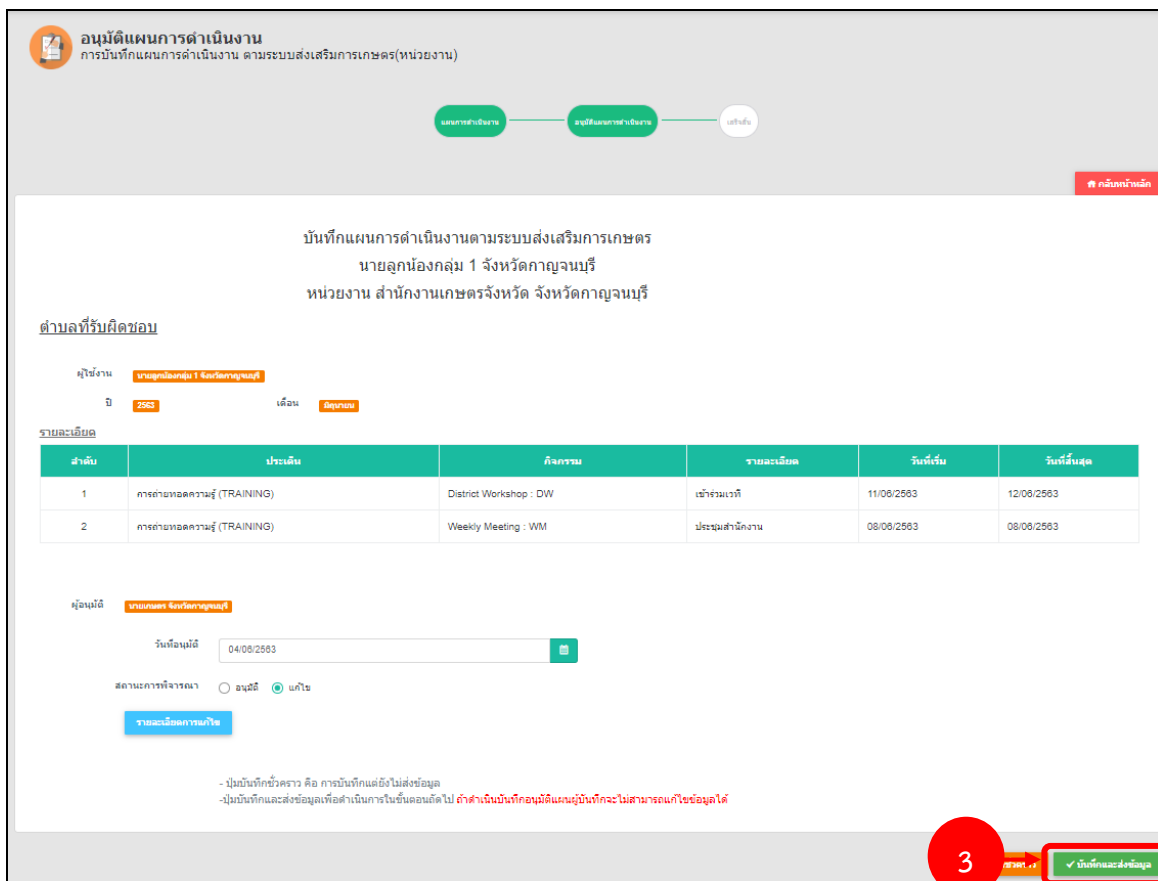 อนุมัติแผนการดำเนินงาน
การบันทึกแผนการดำเนินงาน ตามระบบส่งเสริมการเกษตร(หน่วยงาน)
แผนการดำเนินงาน อนุมัติแผนการดำเนินงาน เสร็จสิ้น
กลับหน้าหลัก
บันทึกแผนการดำเนินงานตามระบบส่งเสริมการเกษตร
นายลูกน้องกลุ่ม 1 จังหวัดกาญจนบุรี
หน่วยงาน สำนักงานเกษตรจังหวัด จังหวัดกาญจนบุรี
ตำบลที่รับผิดชอบ
ผู้ใช้งาน นายลูกน้องกลุ่ม 1 จังหวัดกาญจนบุรี
ปี 2563 เดือน มิถุนายน
รายละเอียด
ลำดับ ประเด็น กิจกรรม รายละเอียด วันที่เริ่ม วันที่สิ้นสุด
1 การถ่ายทอดความรู้ (TRAINING) District Workshop : DW เข้าร่วมเวที 11/06/2563 12/06/2563
2 การถ่ายทอดความรู้ (TRAINING) Weekly Meeting : WM ประชุมสำนักงาน 08/06/2563 08/06/2563
ผู้อนุมัติ นายเกษตร จังหวัดกาญจนบุรี
วันที่อนุมัติ 04/06/2563
สถานะการพิจารณา อนุมัติ แก้ไข
รายละเอียดการแก้ไข
- ปุ่มบันทึกชั่วคราว คือ การบันทึกแต่ยังไม่ส่งข้อมูล
-ปุ่มบันทึกและส่งข้อมูลเพื่อดำเนินการในขั้นตอนถัดไป ถ้าดำเนินบันทึกอนุมัติแผนผู้บันทึกจะไม่สามารถแก้ไขข้อมูลได้
3 บันทึกและส่งข้อมูล